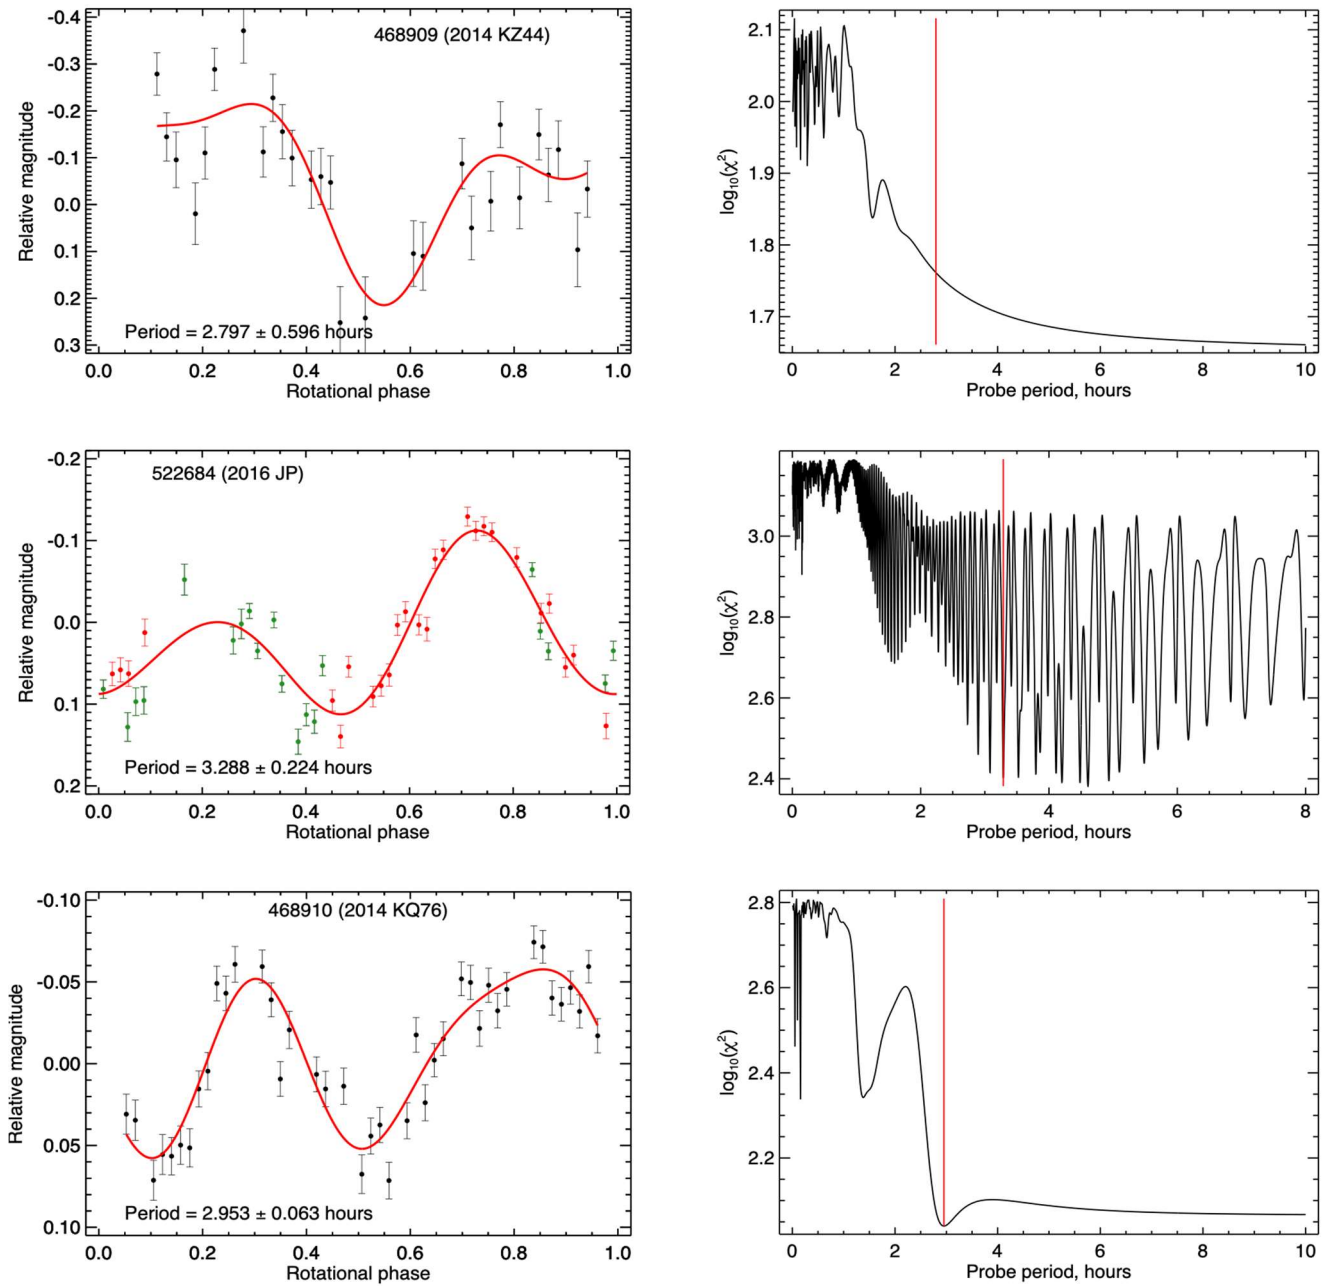 468909 (2014 KZ44)
-0.4
-0.3
-0.2
-0.1
0.0
0.1
0.2
0.3
Relative magnitude
Period = 2.797 ± 0.596 hours
0.0 0.2 0.4 0.6 0.8 1.0
Rotational phase
2.1
2.0
1.9
1.8
1.7
log₁₀(χ²)
0 2 4 6 8 10
Probe period, hours
522684 (2016 JP)
-0.2
-0.1
0.0
0.1
0.2
Relative magnitude
Period = 3.288 ± 0.224 hours
0.0 0.2 0.4 0.6 0.8 1.0
Rotational phase
3.0
2.8
2.6
2.4
log₁₀(χ²)
0 2 4 6 8
Probe period, hours
468910 (2014 KQ76)
-0.10
-0.05
0.00
0.05
0.10
Relative magnitude
Period = 2.953 ± 0.063 hours
0.0 0.2 0.4 0.6 0.8 1.0
Rotational phase
2.8
2.6
2.4
2.2
log₁₀(χ²)
0 2 4 6 8 10
Probe period, hours